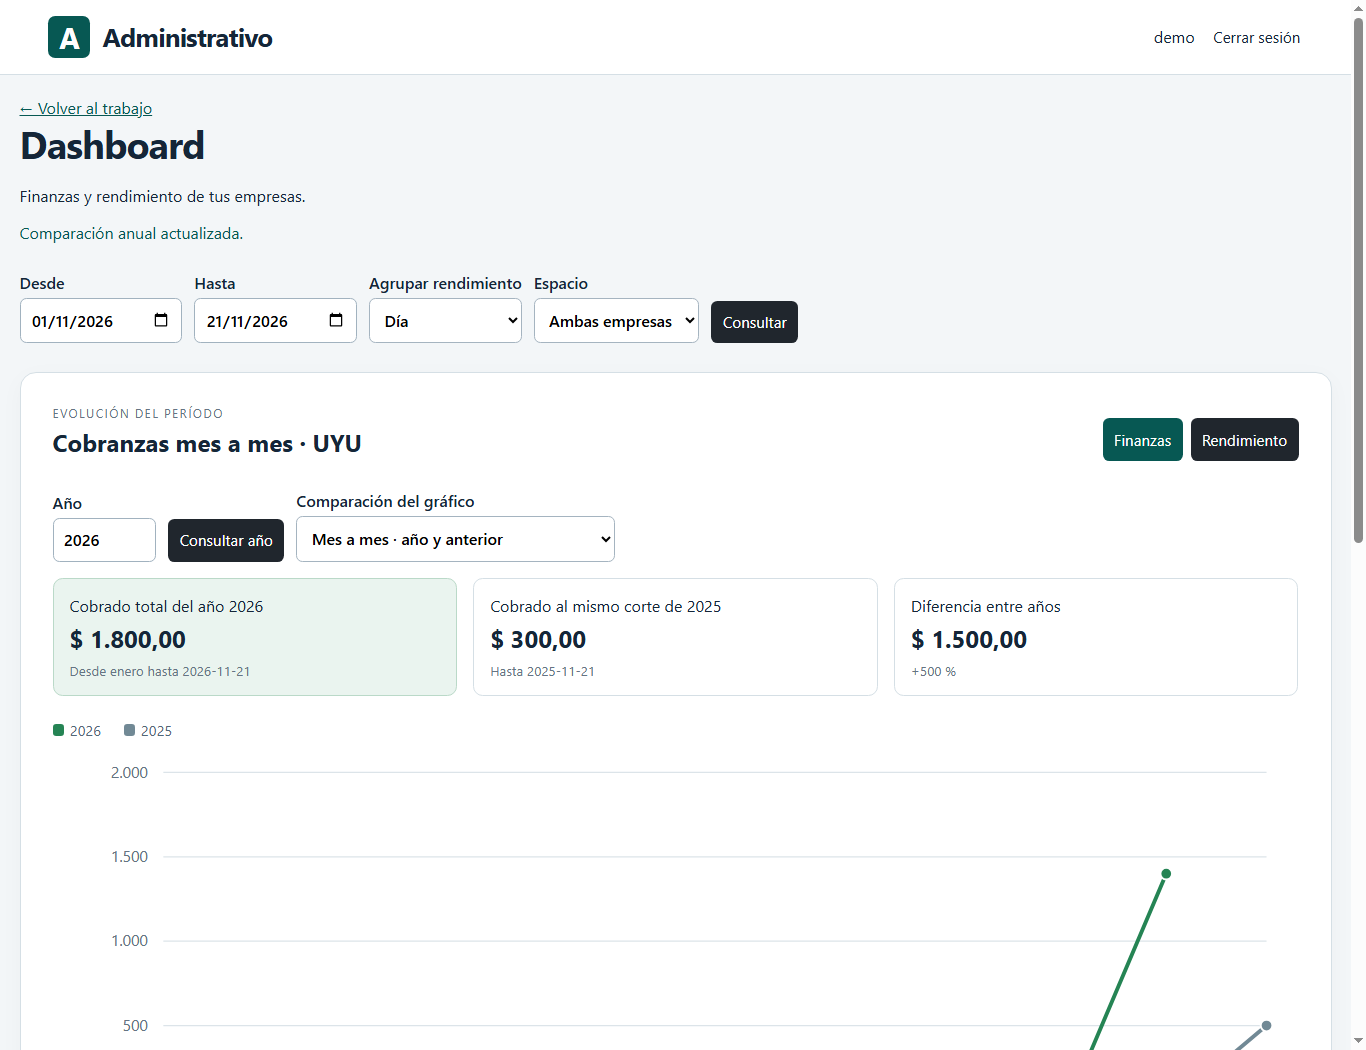 A Administrativo
demo Cerrar sesión
← Volver al trabajo
Dashboard
Finanzas y rendimiento de tus empresas.
Comparación anual actualizada.
Desde Hasta Agrupar rendimiento Espacio
01/11/2026 21/11/2026 Día Ambas empresas Consultar
EVOLUCIÓN DEL PERÍODO
Cobranzas mes a mes · UYU
Finanzas Rendimiento
Año Comparación del gráfico
2026 Consultar año Mes a mes · año y anterior
Cobrado total del año 2026
$ 1.800,00
Desde enero hasta 2026-11-21
Cobrado al mismo corte de 2025
$ 300,00
Hasta 2025-11-21
Diferencia entre años
$ 1.500,00
+500 %
2026 2025
2.000
1.500
1.000
500